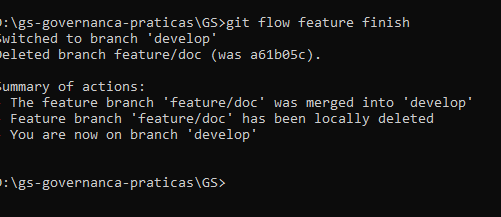 D:\gs-governanca-praticas\GS>git flow feature finish
Switched to branch 'develop'
Deleted branch feature/doc (was a61b05c).
Summary of actions:
- The feature branch 'feature/doc' was merged into 'develop'
- Feature branch 'feature/doc' has been locally deleted
- You are now on branch 'develop'
D:\gs-governanca-praticas\GS>